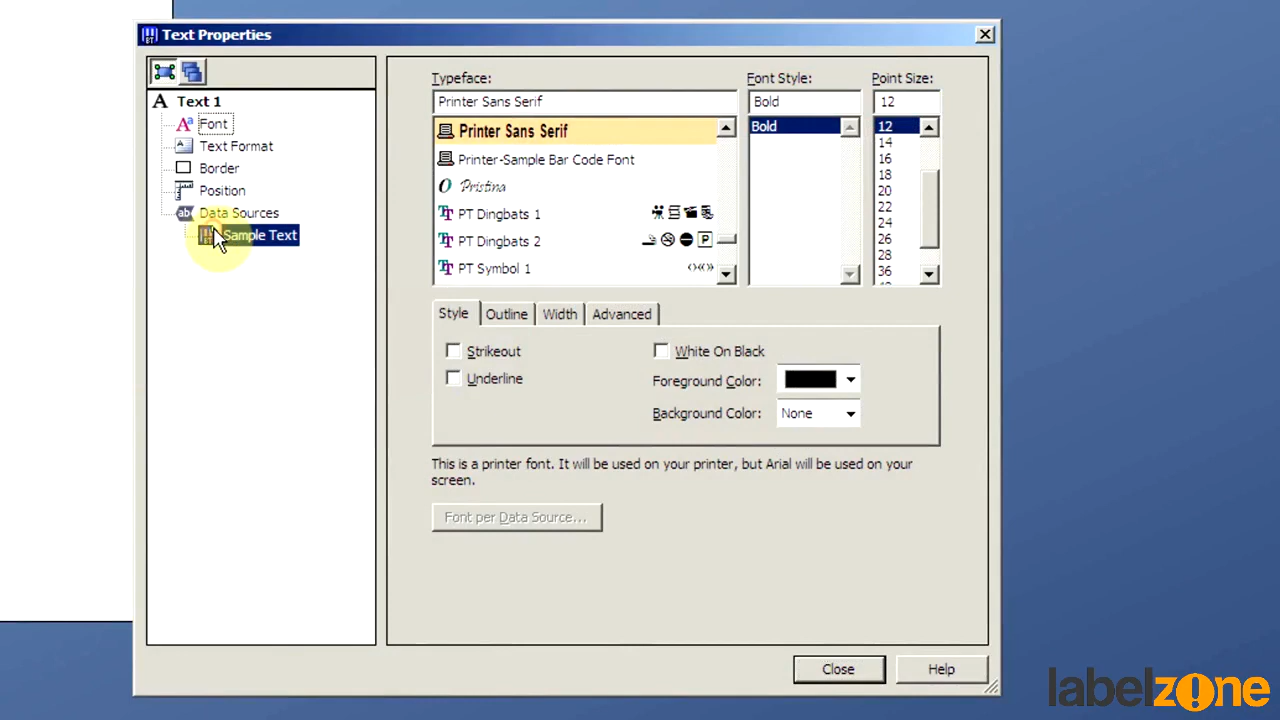 Text Properties
Text 1
Font
Text Format
Border
Position
Data Sources
Sample Text
Typeface:
Printer Sans Serif
Printer Sans Serif
Printer-Sample Bar Code Font
Pristina
PT Dingbats 1
PT Dingbats 2
PT Symbol 1
Font Style:
Bold
Bold
Point Size:
12
12
14
16
18
20
22
24
26
28
36
Style
Outline
Width
Advanced
Strikeout
Underline
White On Black
Foreground Color:
Background Color:
None
This is a printer font. It will be used on your printer, but Arial will be used on your
screen.
Font per Data Source...
Close
Help
labelzone